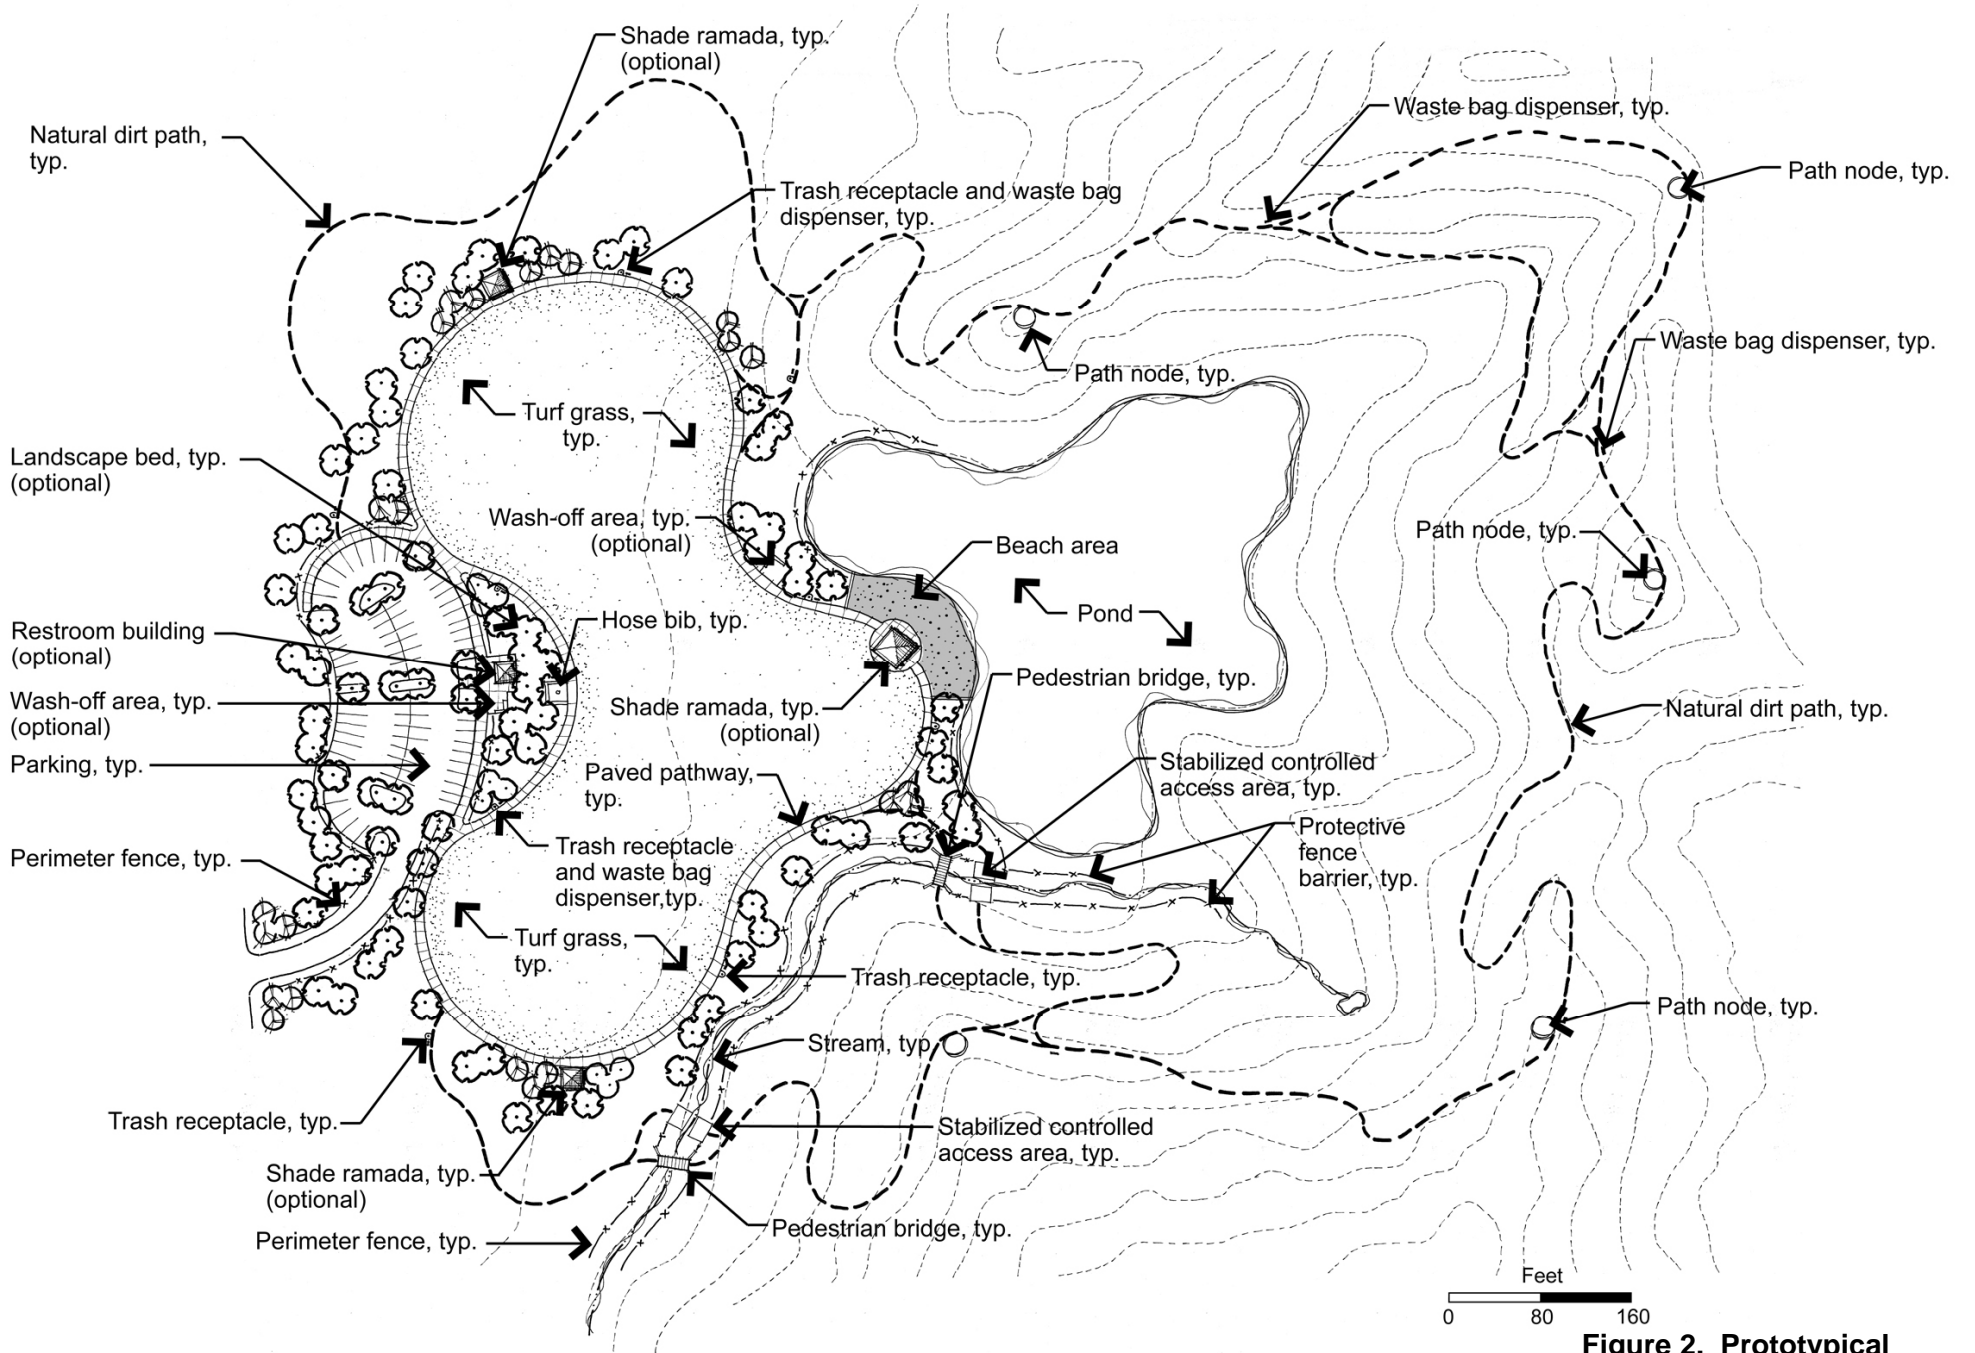 Shade ramada, typ.
(optional)
Waste bag dispenser, typ.
Natural dirt path,
typ.
Path node, typ.
Trash receptacle and waste bag
dispenser, typ.
Waste bag dispenser, typ.
Path node, typ.
Turf grass,
typ.
Landscape bed, typ.
(optional)
Wash-off area, typ.
(optional)
Path node, typ.
Beach area
Pond
Hose bib, typ.
Restroom building
(optional)
Pedestrian bridge, typ.
Wash-off area, typ.
(optional)
Shade ramada, typ.
(optional)
Natural dirt path, typ.
Parking, typ.
Paved pathway,
typ.
Stabilized controlled
access area, typ.
Protective
fence
barrier, typ.
Perimeter fence, typ.
Trash receptacle
and waste bag
dispenser,typ.
Turf grass,
typ.
Trash receptacle, typ.
Path node, typ.
Stream, typ.
Trash receptacle, typ.
Stabilized controlled
access area, typ.
Shade ramada, typ.
(optional)
Pedestrian bridge, typ.
Perimeter fence, typ.
Feet
0 80 160
Figure 2. Prototypical